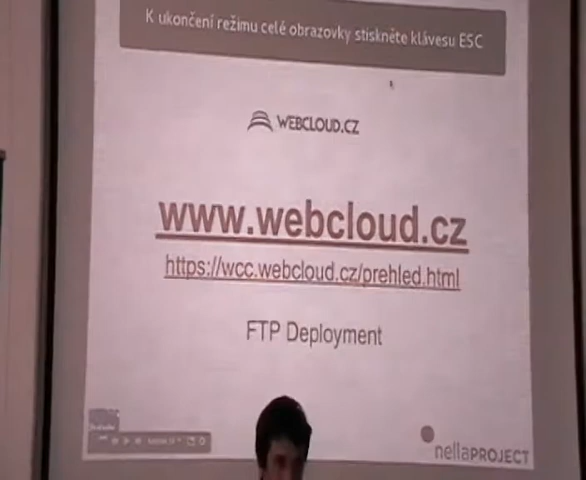 K ukončení režimu celé obrazovky stiskněte klávesu ESC
WEBCLOUD.CZ
www.webcloud.cz
https://wcc.webcloud.cz/prehled.html
FTP Deployment
nellaPROJECT